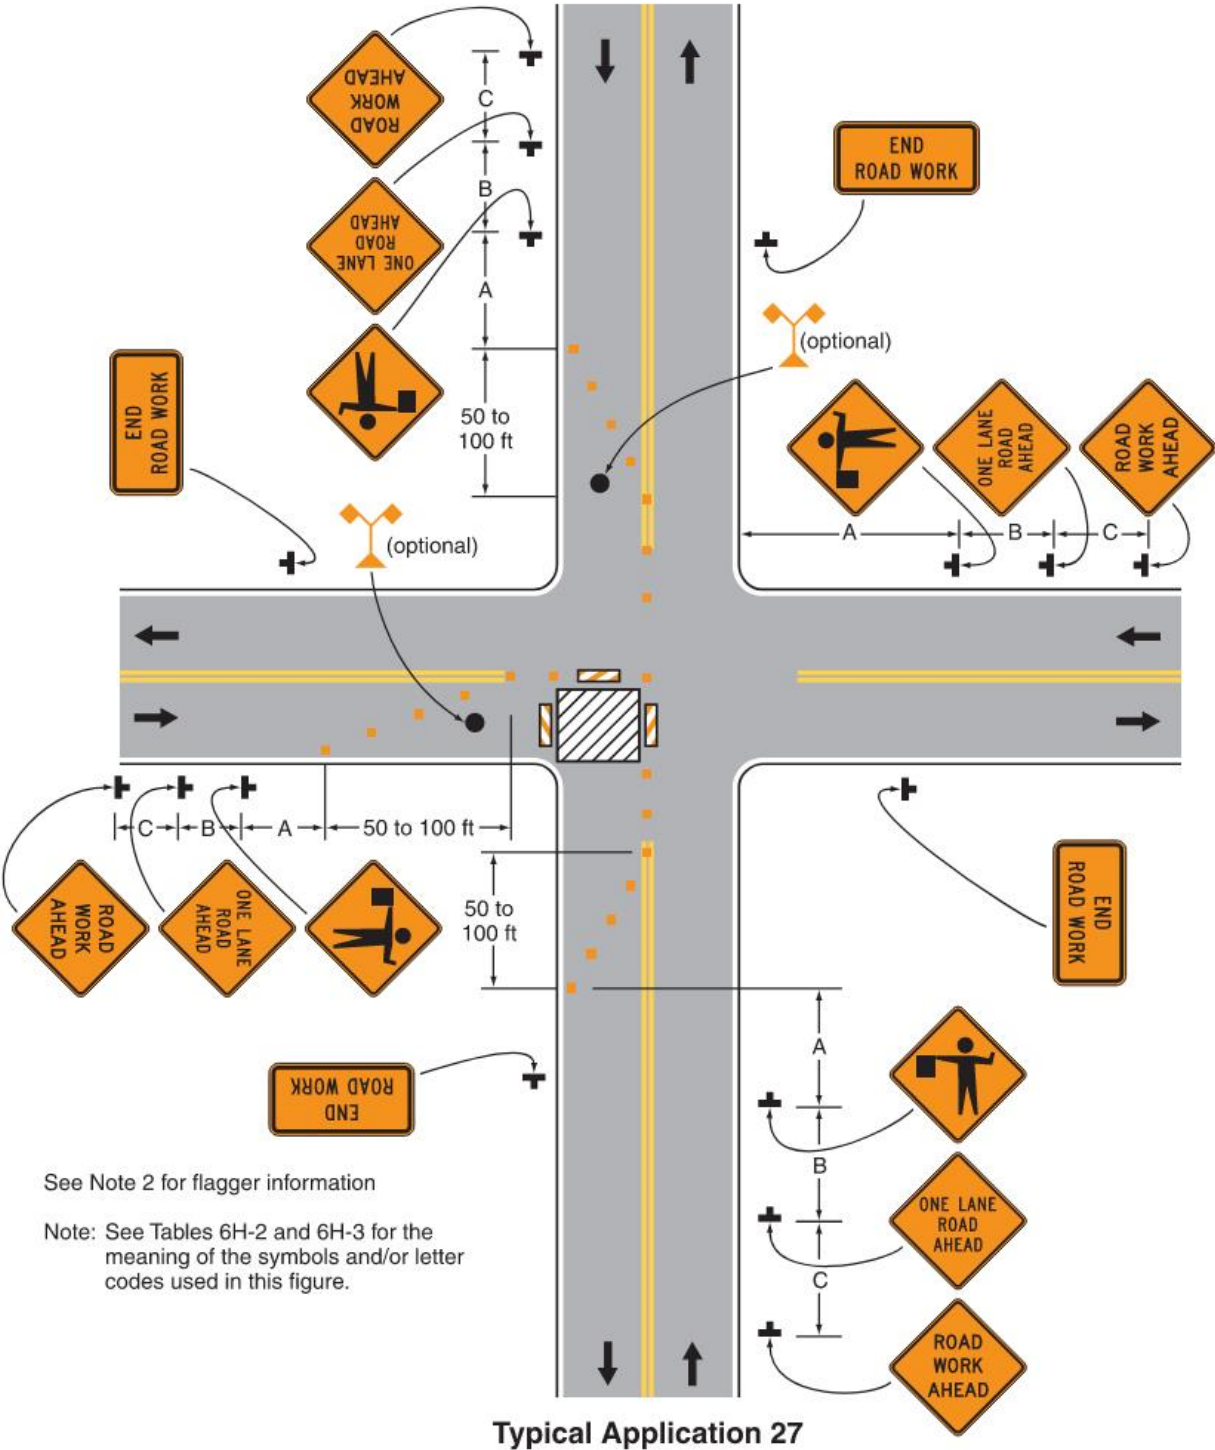 ROAD
WORK
AHEAD
C
END
ROAD WORK
B
ONE LANE
ROAD
AHEAD
A
(optional)
END
ROAD WORK
50 to
100 ft
ONE LANE
ROAD
AHEAD
ROAD
WORK
AHEAD
A
B
C
(optional)
C
B
A
50 to 100 ft
ROAD
WORK
AHEAD
ONE LANE
ROAD
AHEAD
50 to
100 ft
END
ROAD WORK
A
END
ROAD WORK
B
ONE LANE
ROAD
AHEAD
C
ROAD
WORK
AHEAD
See Note 2 for flagger information
Note: See Tables 6H-2 and 6H-3 for the
meaning of the symbols and/or letter
codes used in this figure.
Typical Application 27